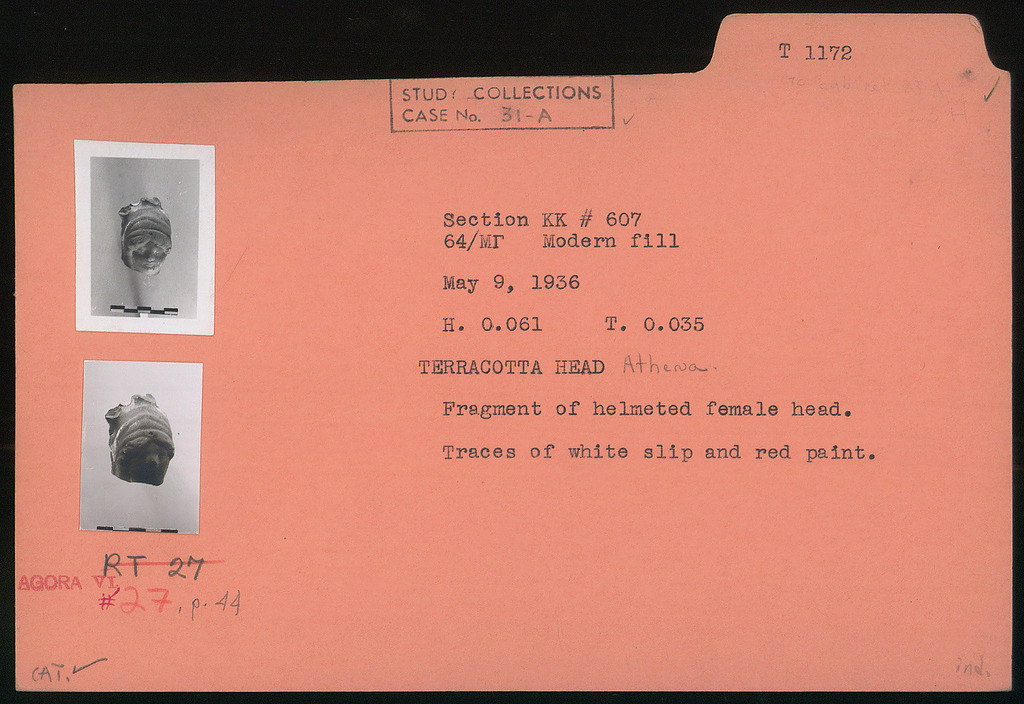 T 1172
STUDY COLLECTIONS
CASE No. 31-A
Section KK # 607
64/ΜΓ Modern fill
May 9, 1936
H. 0.061 T. 0.035
TERRACOTTA HEAD Athena.
Fragment of helmeted female head.
Traces of white slip and red paint.
RT 27
AGORA VI
#27, p. 44
CAT. ✓
ind.